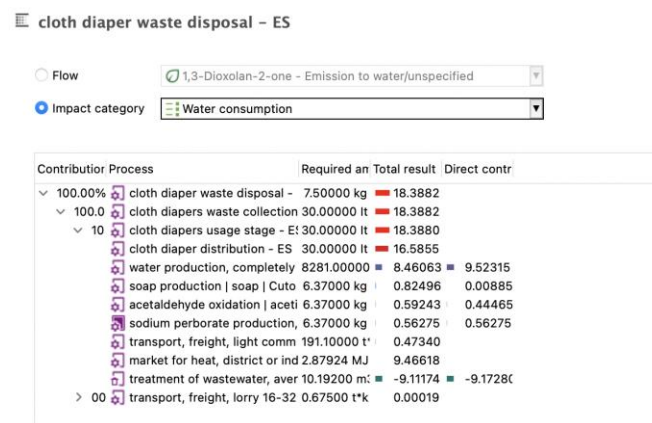 cloth diaper waste disposal - ES
Flow 1,3-Dioxolan-2-one - Emission to water/unspecified
Impact category Water consumption
Contribution Process Required am Total result Direct contr
100.00% cloth diaper waste disposal - 7.50000 kg 18.3882
100.0 cloth diapers waste collection 30.00000 It 18.3882
10 cloth diapers usage stage - ES 30.00000 It 18.3880
cloth diaper distribution - ES 30.00000 It 16.5855
water production, completely 8281.00000 8.46063 9.52315
soap production | soap | Cuto 6.37000 kg 0.82496 0.00885
acetaldehyde oxidation | aceti 6.37000 kg 0.59243 0.44465
sodium perborate production, 6.37000 kg 0.56275 0.56275
transport, freight, light comm 191.10000 t* 0.47340
market for heat, district or ind 2.87924 MJ 9.46618
treatment of wastewater, aver 10.19200 m3 -9.11174 -9.1728
> 00 transport, freight, lorry 16-32 0.67500 t*k 0.00019